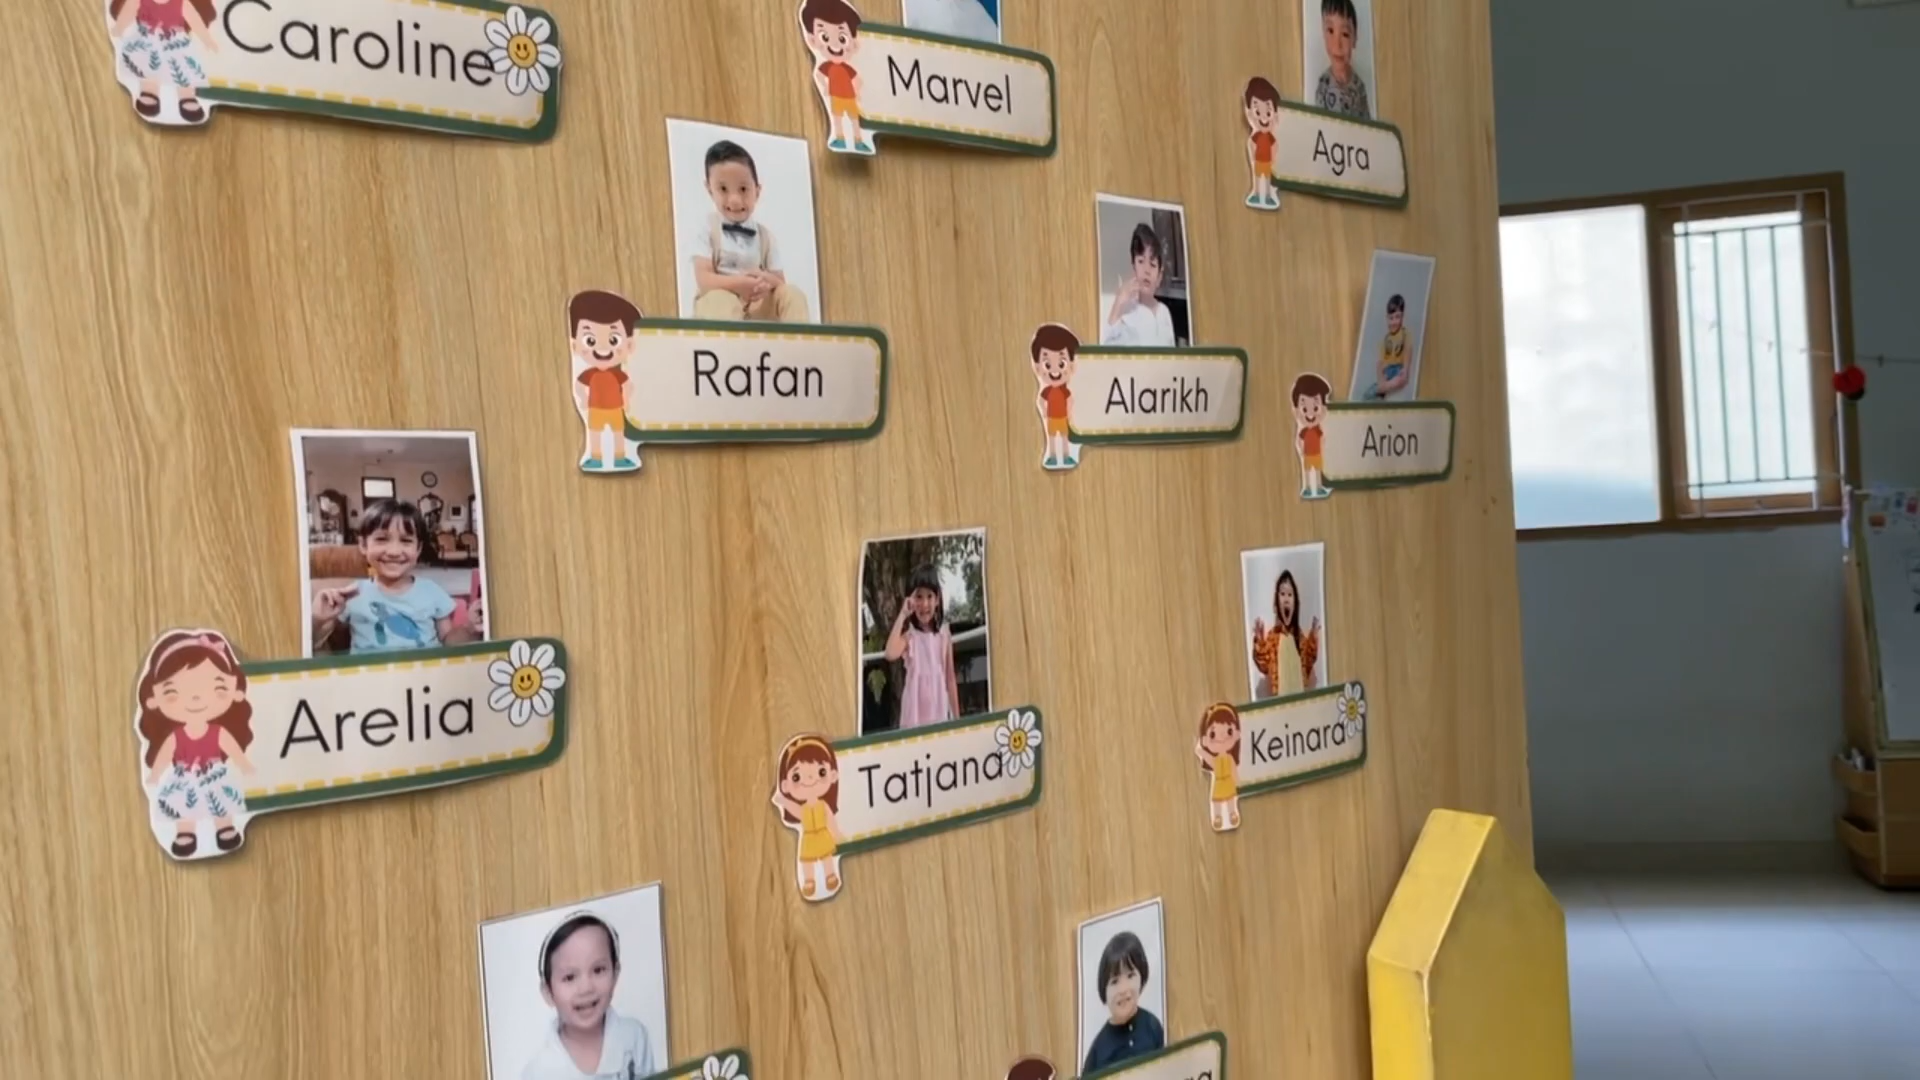 Caroline
Marvel
Agra
Rafan
Alarikh
Arion
Arelia
Tatjana
Keinara